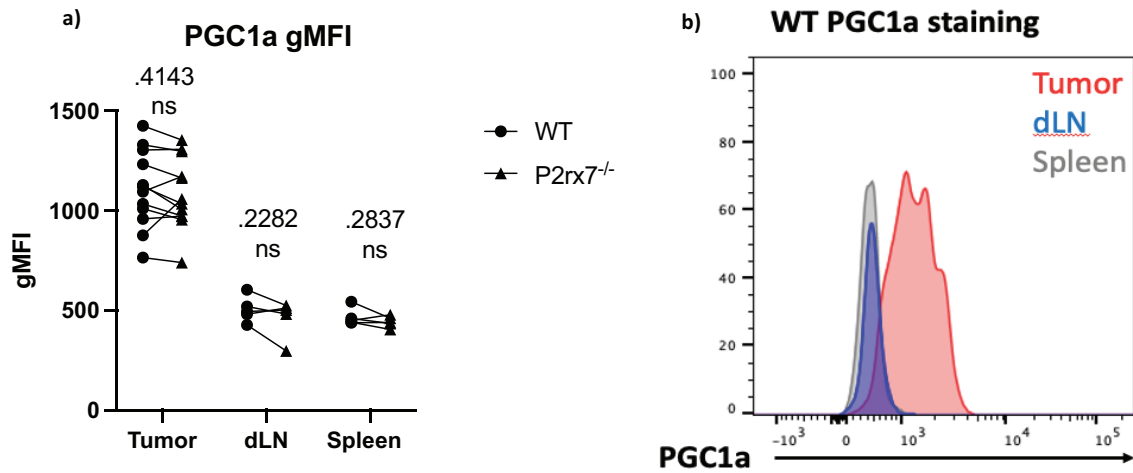 a)
PGC1a gMFI
.4143
ns
.2282
ns
.2837
ns
1500
1000
500
0
gMFI
Tumor
dLN
Spleen
WT
P2rx7-/-
b)
WT PGC1a staining
Tumor
dLN
Spleen
100
80
60
40
20
0
-10³
0
10³
10⁴
10⁵
PGC1a